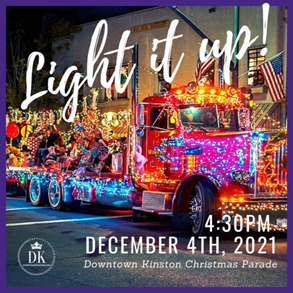 Light it up!
4:30PM
DECEMBER 4TH, 2021
Downtown Kinston Christmas Parade
DK